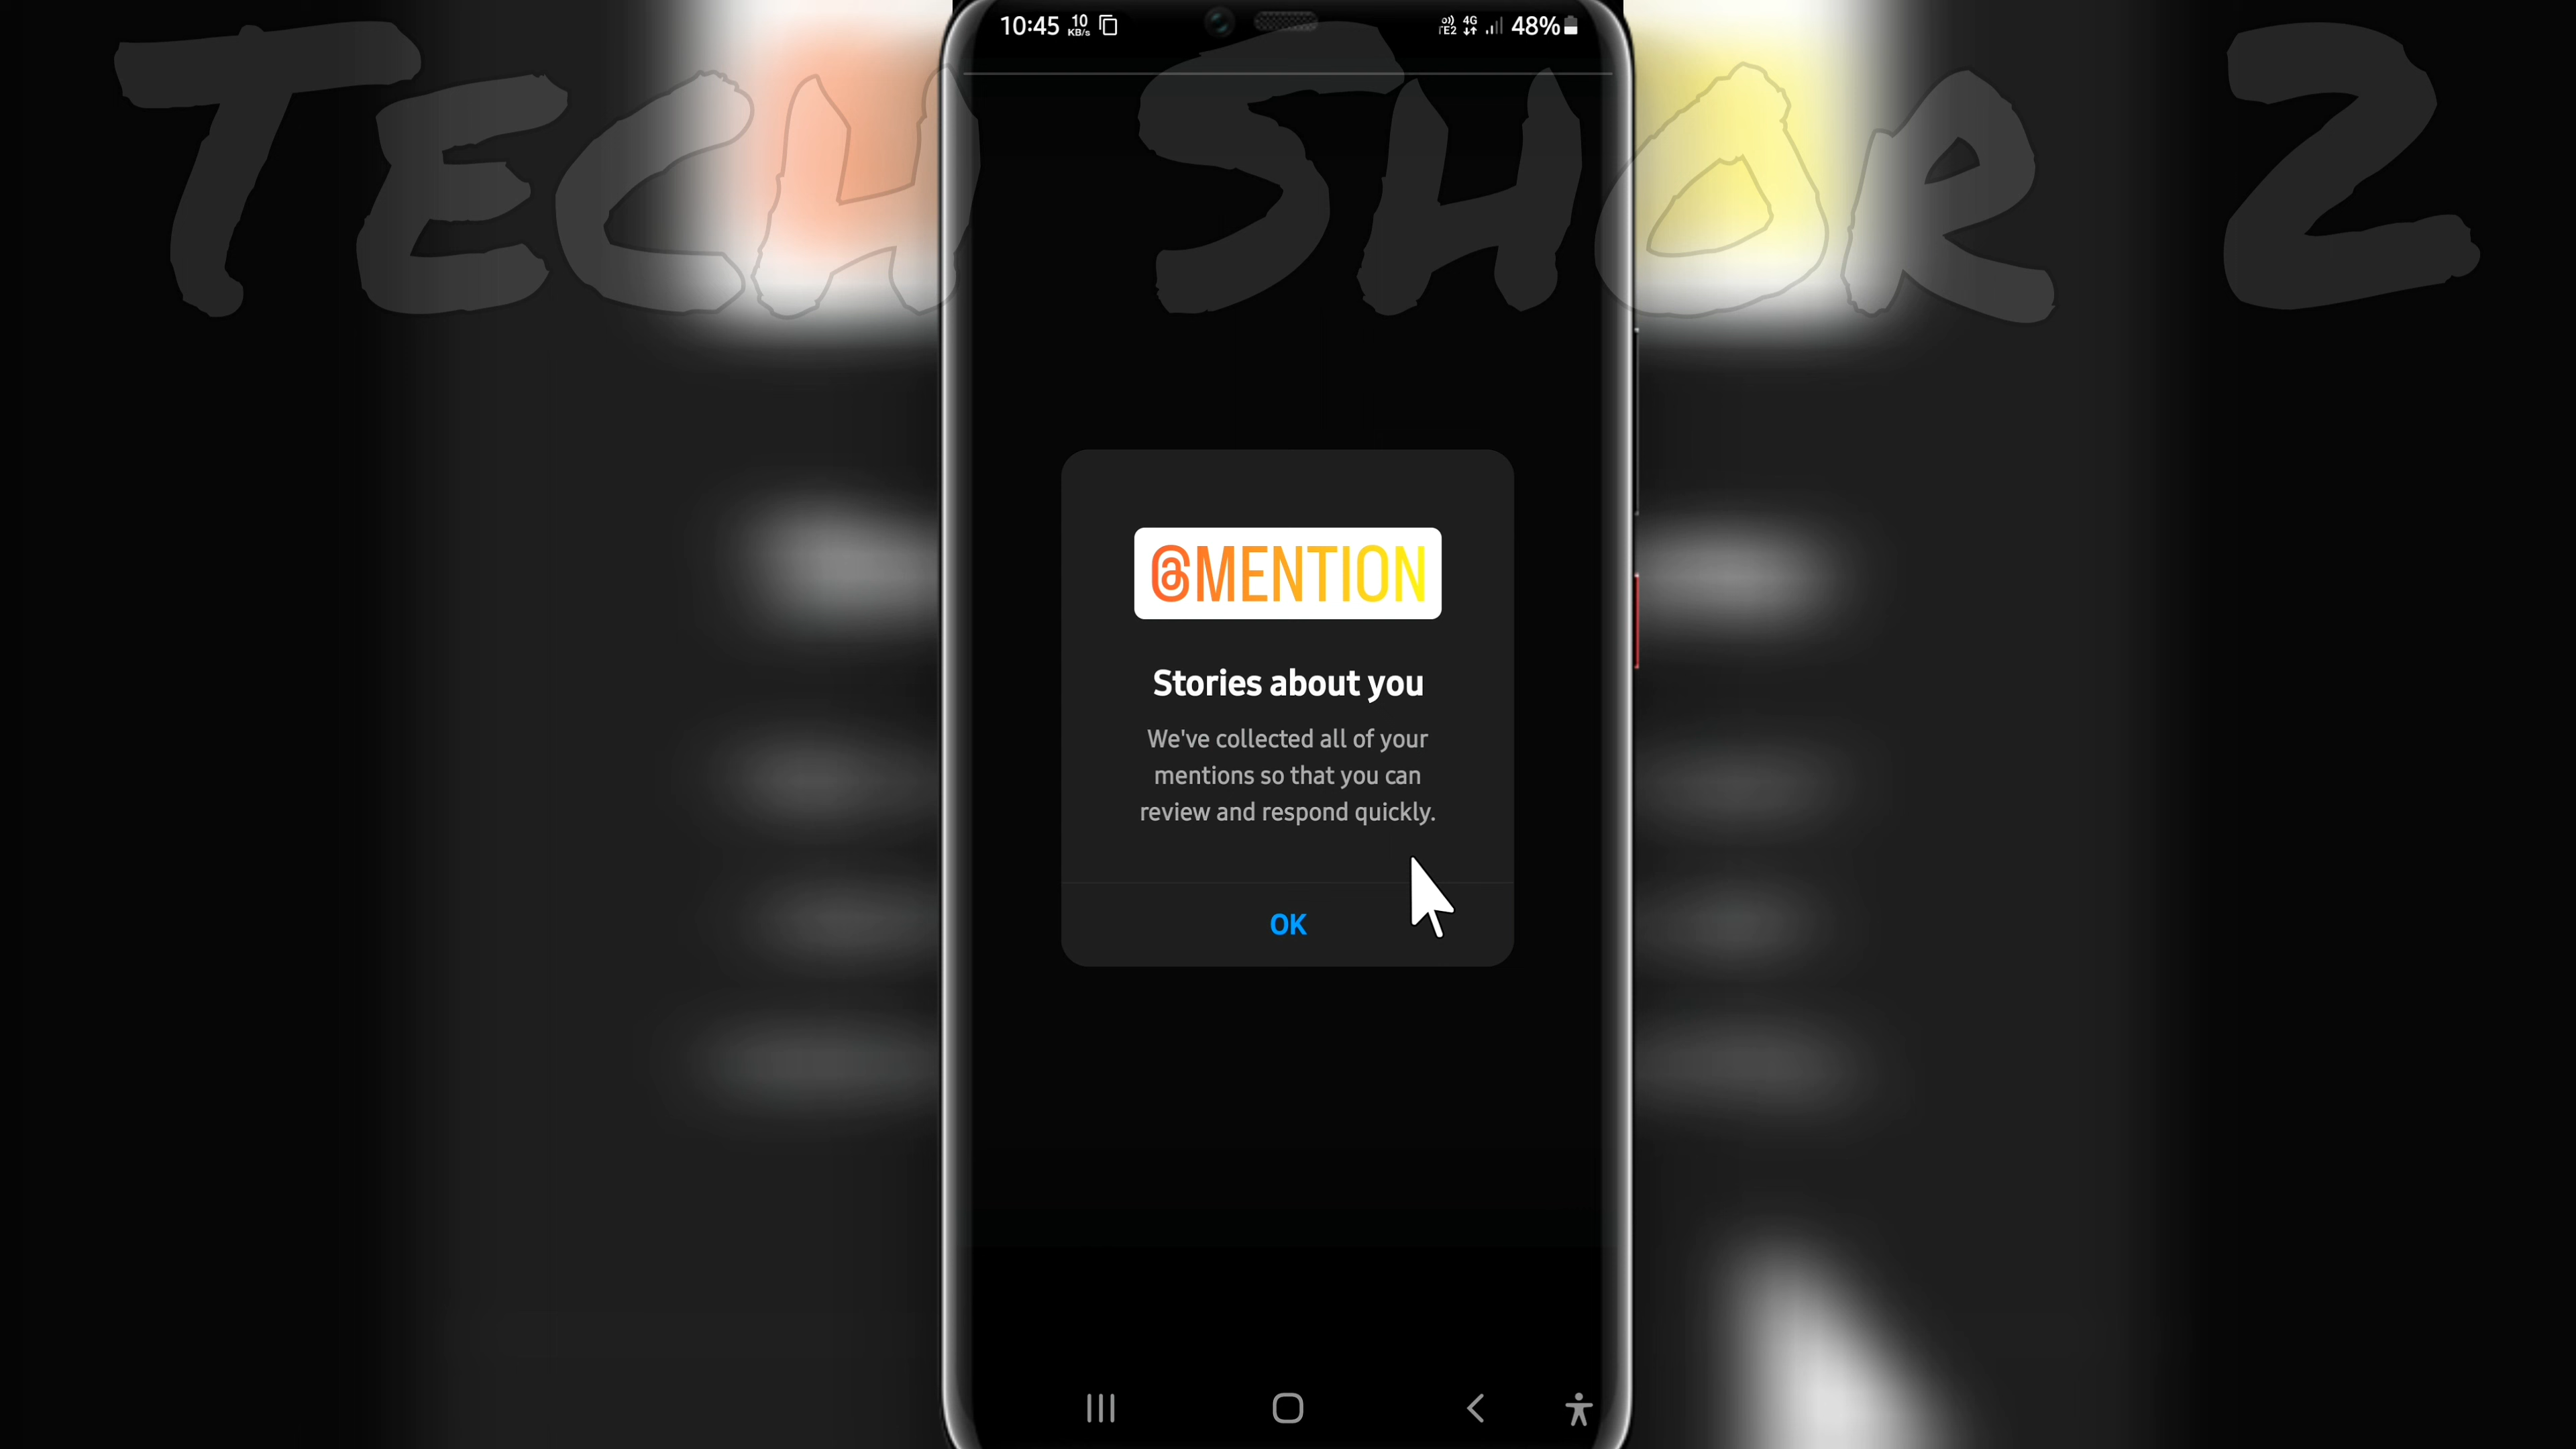 TECH SHOR 2
10:45 10 KB/s 4G 48%
@MENTION
Stories about you
We've collected all of your
mentions so that you can
review and respond quickly.
OK